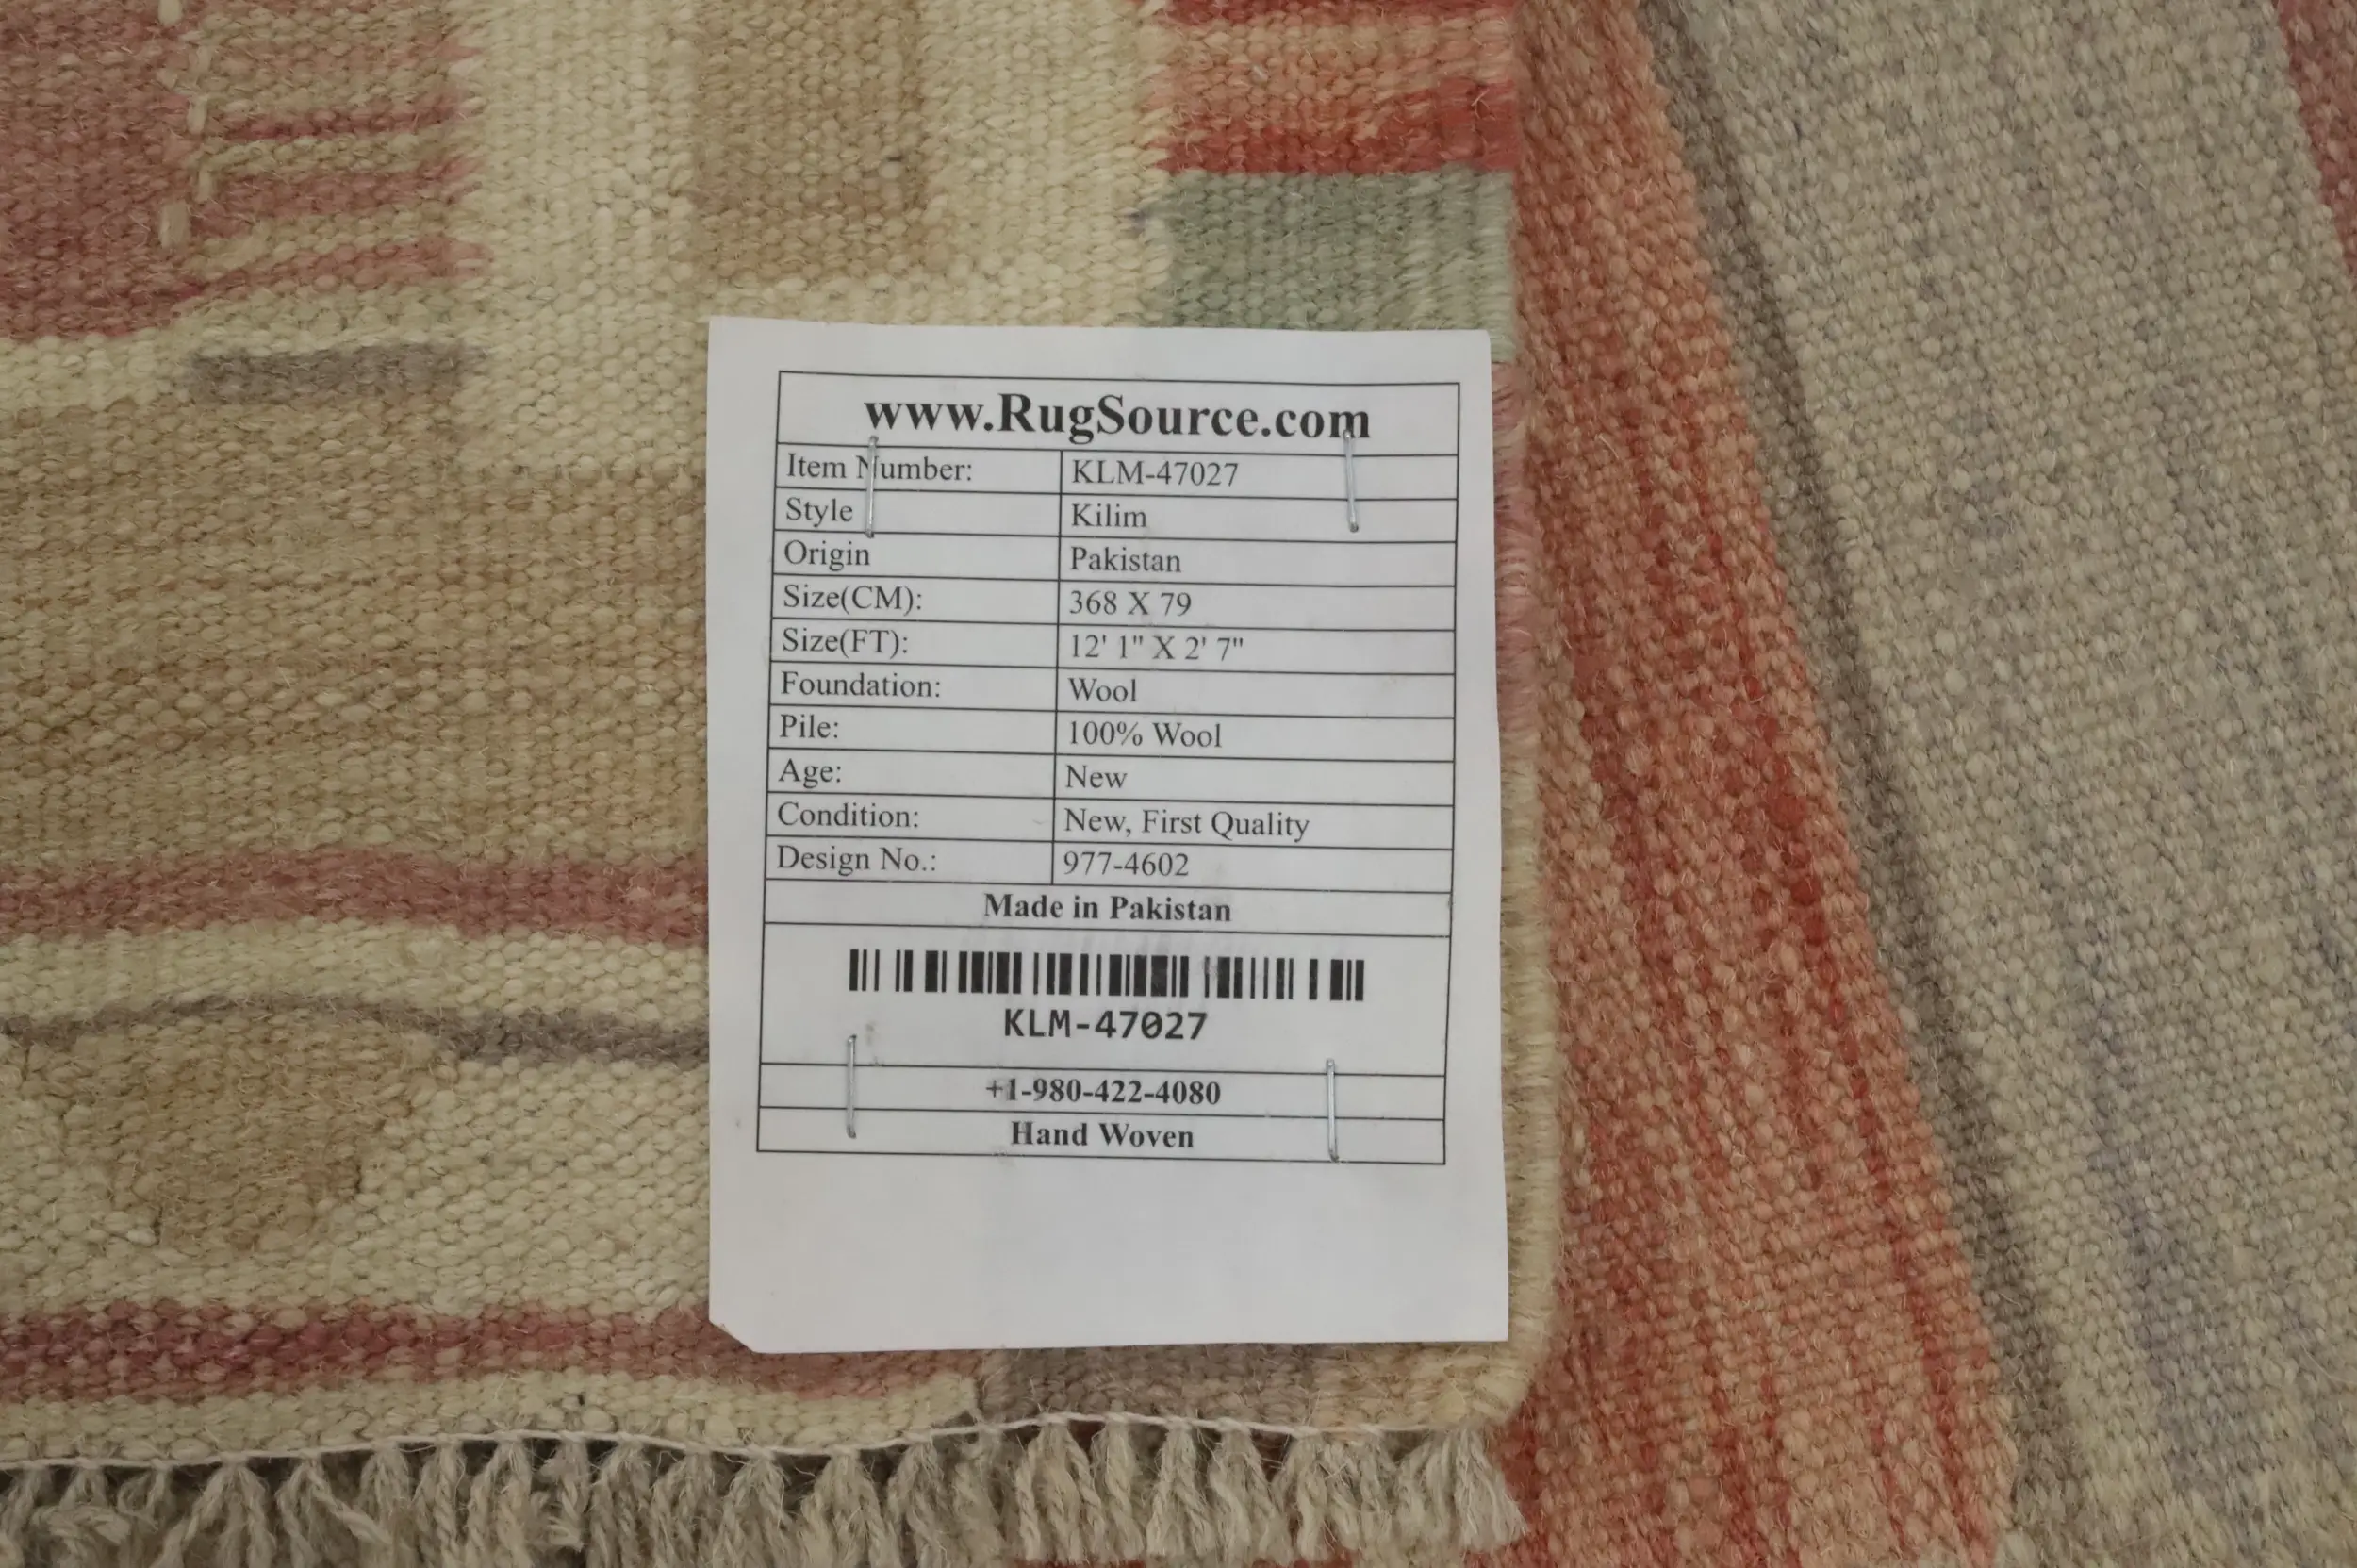 www.RugSource.com
Item Number: KLM-47027
Style Kilim
Origin Pakistan
Size(CM): 368 X 79
Size(FT): 12' 1" X 2' 7"
Foundation: Wool
Pile: 100% Wool
Age: New
Condition: New, First Quality
Design No.: 977-4602
Made in Pakistan
KLM-47027
+1-980-422-4080
Hand Woven